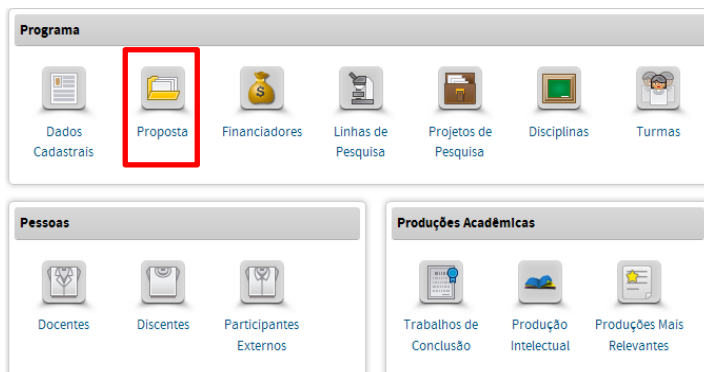 Programa
Dados Cadastrais
Proposta
Financiadores
Linhas de Pesquisa
Projetos de Pesquisa
Disciplinas
Turmas
Pessoas
Docentes
Discentes
Participantes Externos
Produções Acadêmicas
Trabalhos de Conclusão
Produção Intelectual
Produções Mais Relevantes